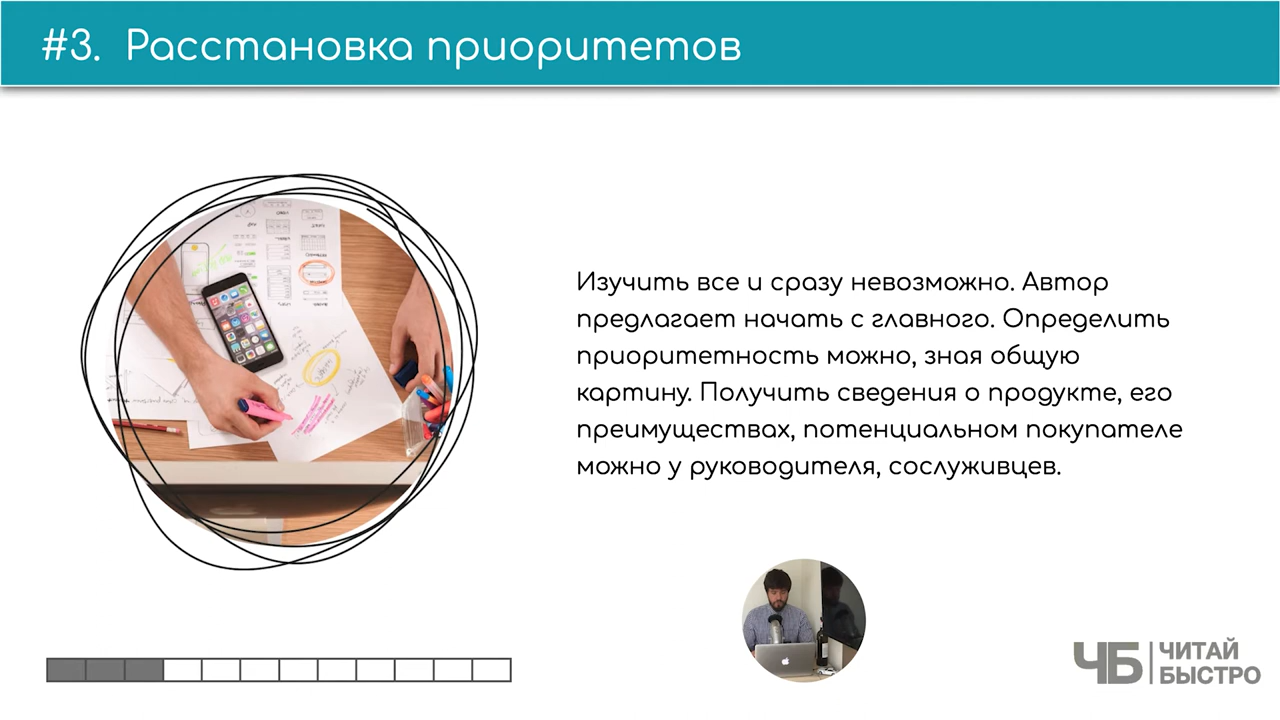 #3. Расстановка приоритетов
Изучить все и сразу невозможно. Автор
предлагает начать с главного. Определить
приоритетность можно, зная общую
картину. Получить сведения о продукте, его
преимуществах, потенциальном покупателе
можно у руководителя, сослуживцев.
ЧБ
ЧИТАЙ
БЫСТРО